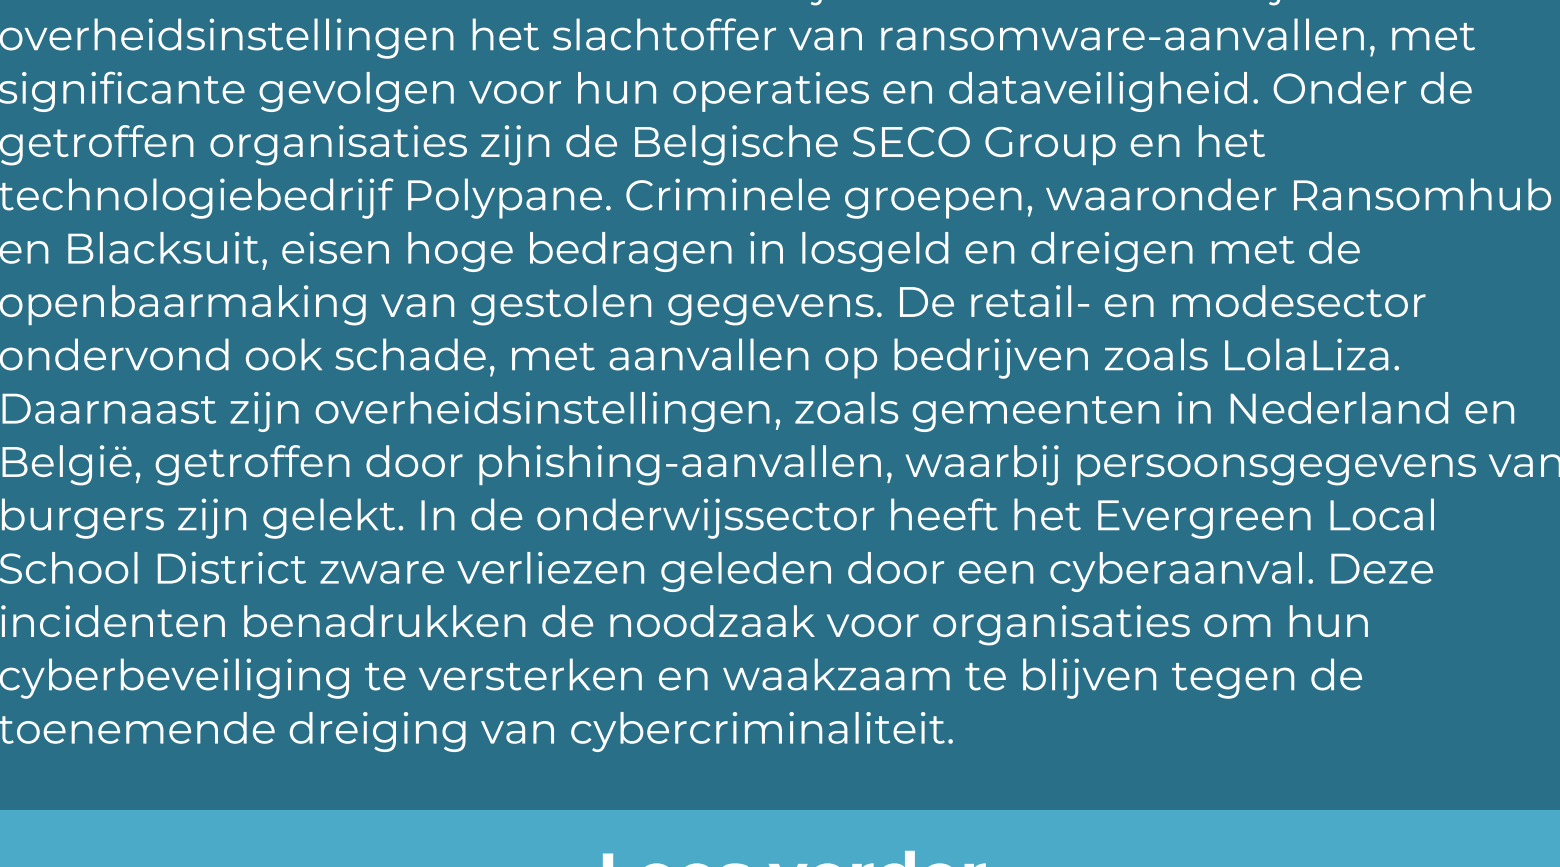 overheidsinstellingen het slachtoffer van ransomware-aanvallen, met
significante gevolgen voor hun operaties en dataveiligheid. Onder de
getroffen organisaties zijn de Belgische SECO Group en het
technologiebedrijf Polypane. Criminele groepen, waaronder Ransomhub
en Blacksuit, eisen hoge bedragen in losgeld en dreigen met de
openbaarmaking van gestolen gegevens. De retail- en modesector
ondervond ook schade, met aanvallen op bedrijven zoals LolaLiza.
Daarnaast zijn overheidsinstellingen, zoals gemeenten in Nederland en
België, getroffen door phishing-aanvallen, waarbij persoonsgegevens van
burgers zijn gelekt. In de onderwijssector heeft het Evergreen Local
School District zware verliezen geleden door een cyberaanval. Deze
incidenten benadrukken de noodzaak voor organisaties om hun
cyberbeveiliging te versterken en waakzaam te blijven tegen de
toenemende dreiging van cybercriminaliteit.
Lees verder